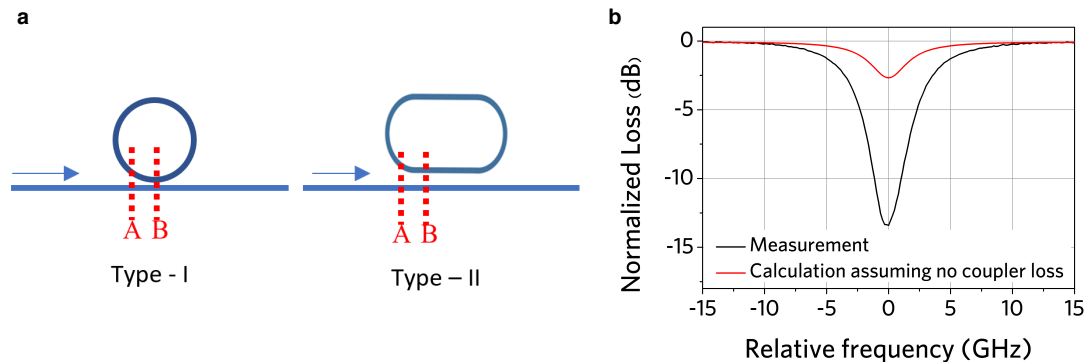 a
A B
Type - I
A B
Type – II
b
Normalized Loss (dB)
0
-5
-10
-15
Measurement
Calculation assuming no coupler loss
-15 -10 -5 0 5 10 15
Relative frequency (GHz)